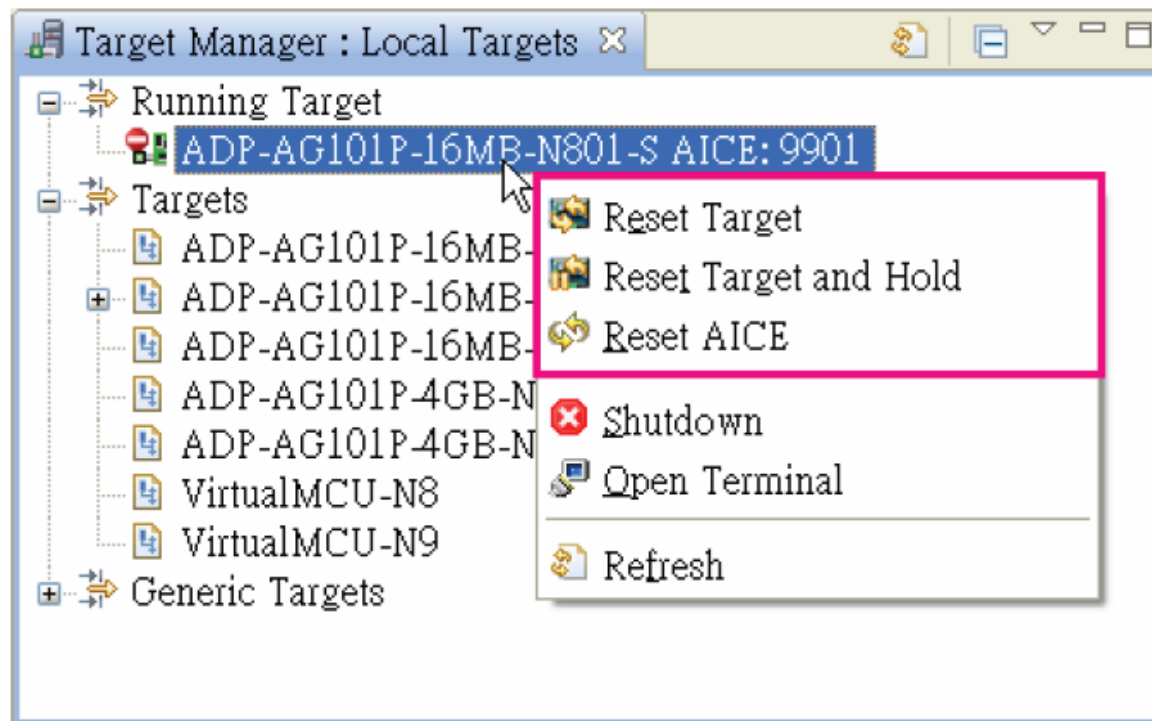 Target Manager : Local Targets
Running Target
ADP-AG101P-16MB-N801-S AICE: 9901
Targets
ADP-AG101P-16MB-
ADP-AG101P-16MB-
ADP-AG101P-16MB-
ADP-AG101P-4GB-N
ADP-AG101P-4GB-N
VirtualMCU-N8
VirtualMCU-N9
Generic Targets
Reset Target
Reset Target and Hold
Reset AICE
Shutdown
Open Terminal
Refresh